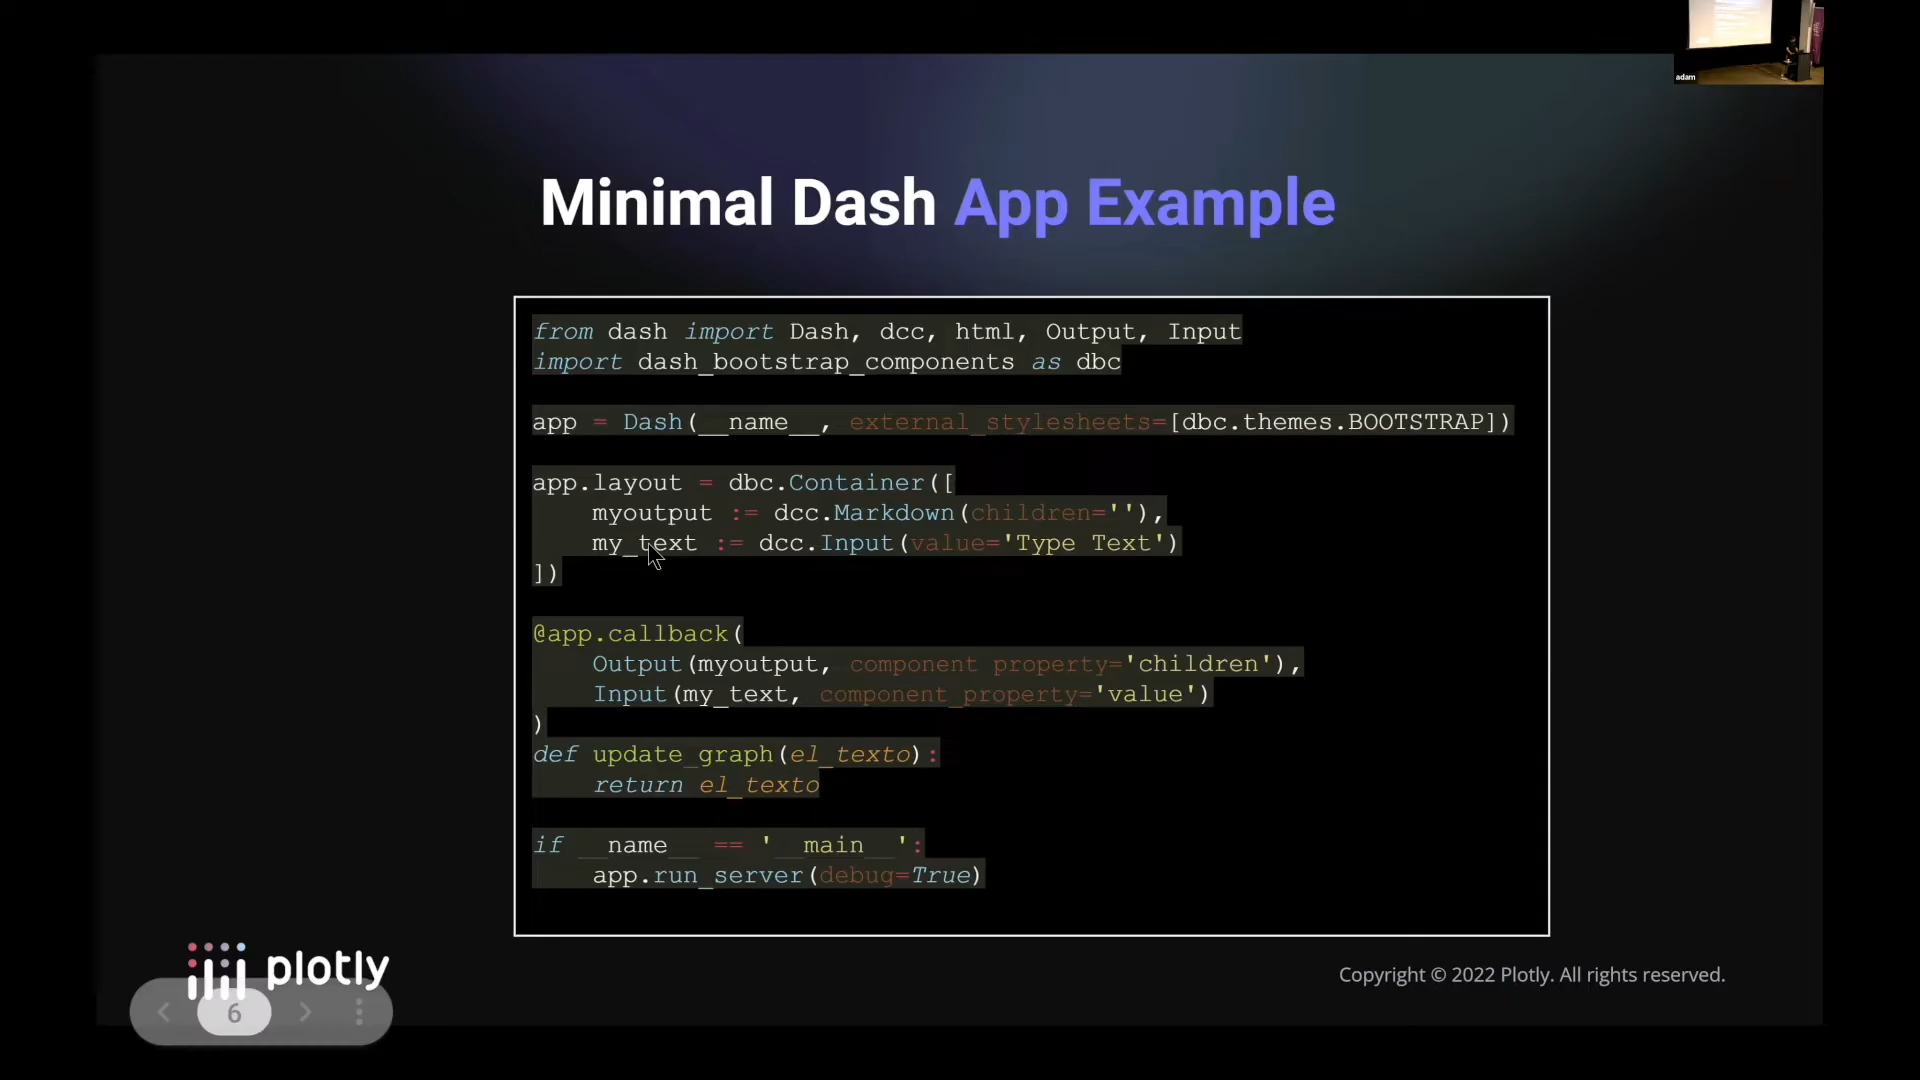 adam
Minimal Dash App Example
from dash import Dash, dcc, html, Output, Input
import dash_bootstrap_components as dbc
app = Dash(__name__, external_stylesheets=[dbc.themes.BOOTSTRAP])
app.layout = dbc.Container([
    myoutput := dcc.Markdown(children=''),
    my_text := dcc.Input(value='Type Text')
])
@app.callback(
    Output(myoutput, component_property='children'),
    Input(my_text, component_property='value')
)
def update_graph(el_texto):
    return el_texto
if __name__ == '__main__':
    app.run_server(debug=True)
plotly
6
Copyright © 2022 Plotly. All rights reserved.